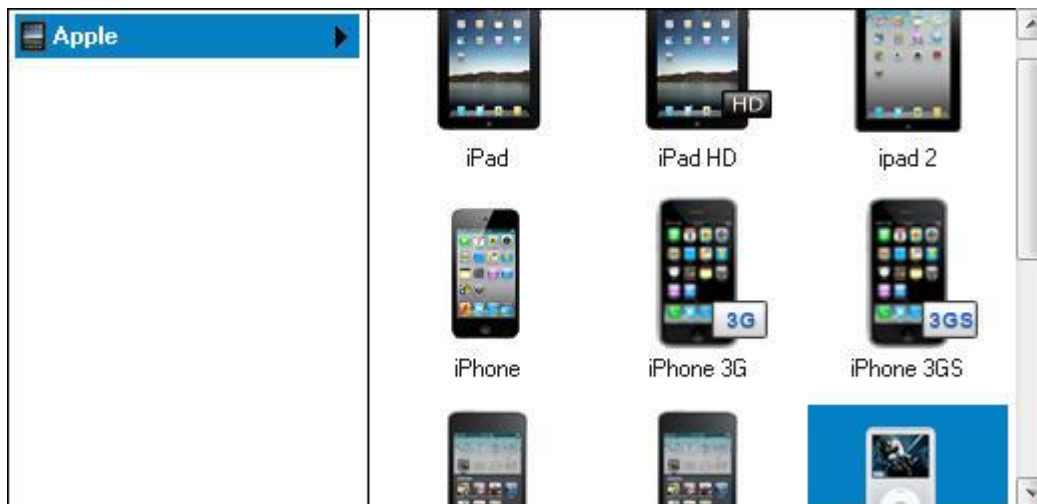 Apple
HD
iPad
iPad HD
ipad 2
3G
3GS
iPhone
iPhone 3G
iPhone 3GS